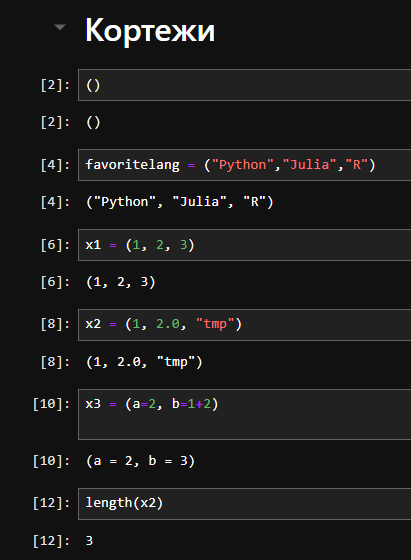 Кортежи
[2]: ()
[2]: ()
[4]: favoritelang = ("Python","Julia","R")
[4]: ("Python", "Julia", "R")
[6]: x1 = (1, 2, 3)
[6]: (1, 2, 3)
[8]: x2 = (1, 2.0, "tmp")
[8]: (1, 2.0, "tmp")
[10]: x3 = (a=2, b=1+2)
[10]: (a = 2, b = 3)
[12]: length(x2)
[12]: 3